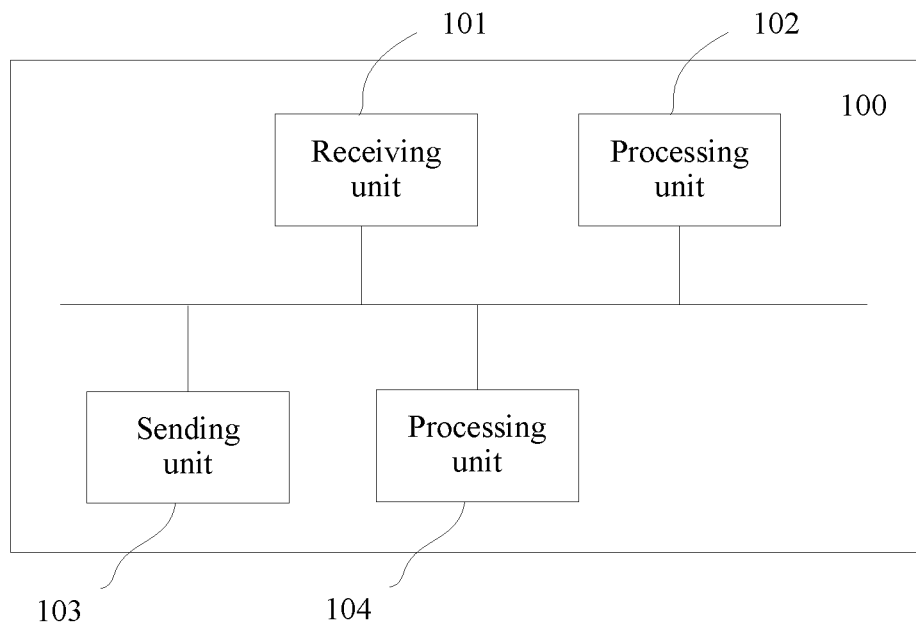 101
102
100
Receiving
unit
Processing
unit
Sending
unit
Processing
unit
103
104